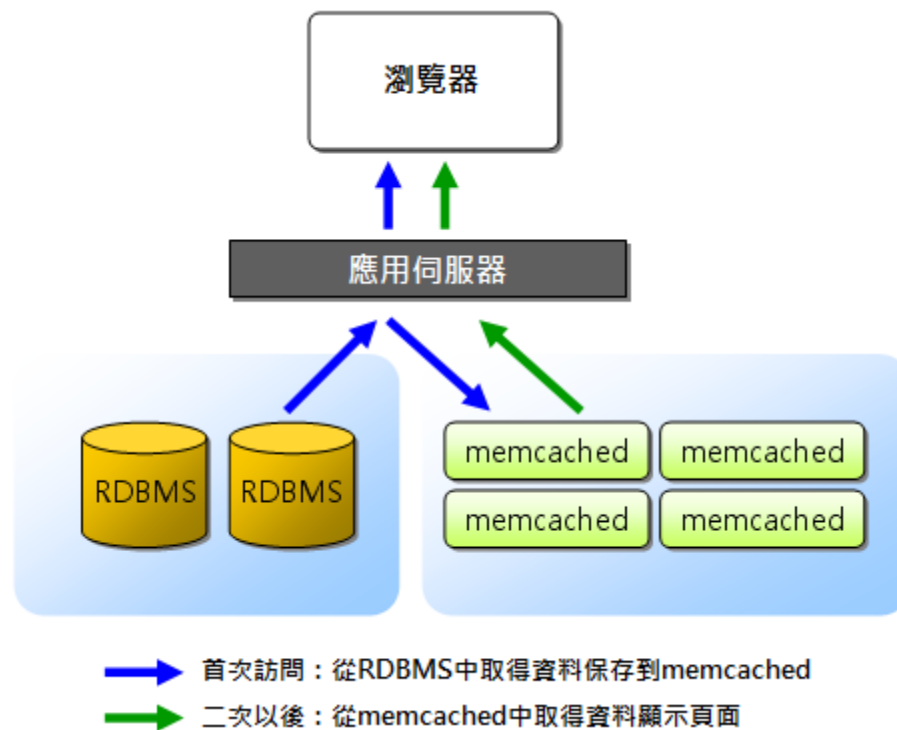 瀏覽器
應用伺服器
RDBMS
RDBMS
memcached
memcached
memcached
memcached
首次訪問：從RDBMS中取得資料保存到memcached
二次以後：從memcached中取得資料顯示頁面